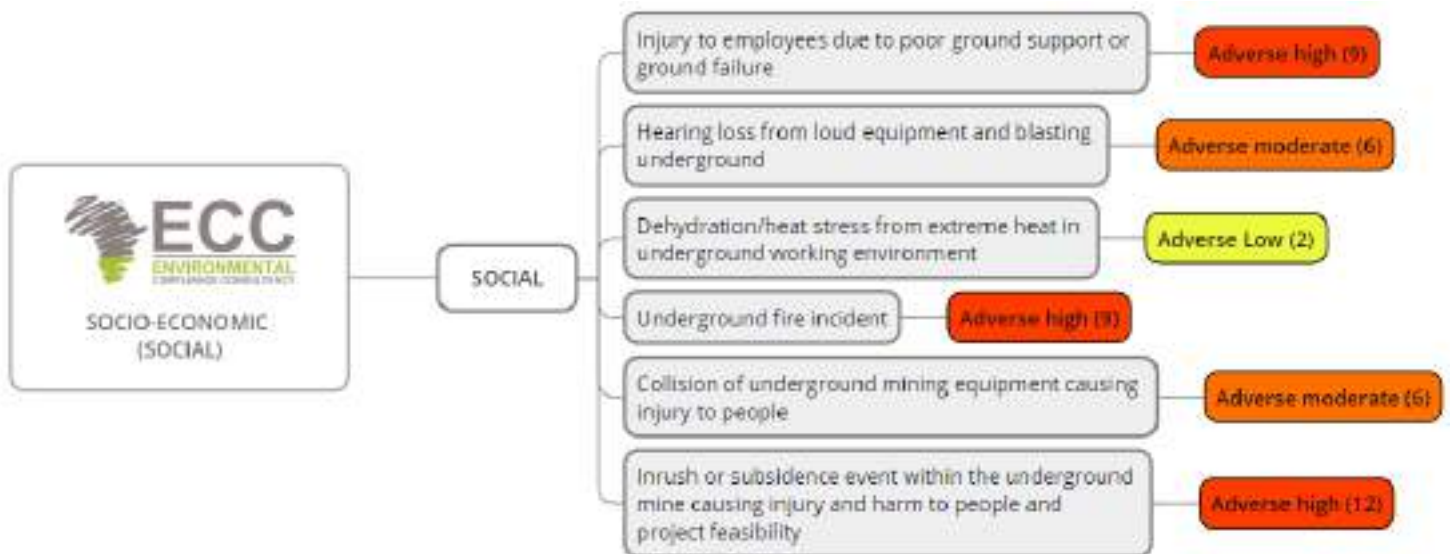 Injury to employees due to poor ground support or
ground failure
Adverse high (9)
Hearing loss from loud equipment and blasting
underground
Adverse moderate (6)
ECC
ENVIRONMENTAL
COMPLIANCE CONSULTANCY
SOCIO-ECONOMIC
(SOCIAL)
SOCIAL
Dehydration/heat stress from extreme heat in
underground working environment
Adverse Low (2)
Underground fire incident
Adverse high (9)
Collision of underground mining equipment causing
injury to people
Adverse moderate (6)
Inrush or subsidence event within the underground
mine causing injury and harm to people and
project feasibility
Adverse high (12)